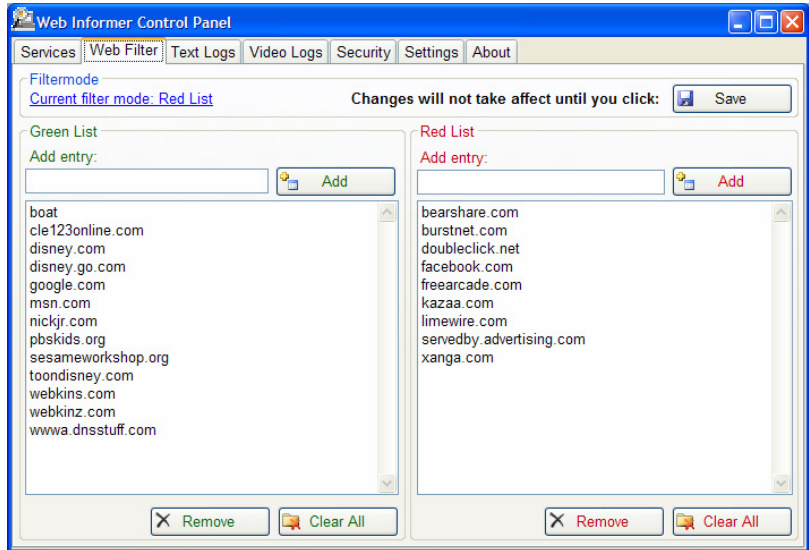 Web Informer Control Panel
Services Web Filter Text Logs Video Logs Security Settings About
Filtermode
Current filter mode: Red List Changes will not take affect until you click: Save
Green List
Add entry:
Add
boat
cle123online.com
disney.com
disney.go.com
google.com
msn.com
nickjr.com
pbskids.org
sesameworkshop.org
toondisney.com
webkins.com
webkinz.com
wwwa.dnsstuff.com
Remove Clear All
Red List
Add entry:
Add
bearshare.com
burstnet.com
doubleclick.net
facebook.com
freearcade.com
kazaa.com
limewire.com
servedby.advertising.com
xanga.com
Remove Clear All